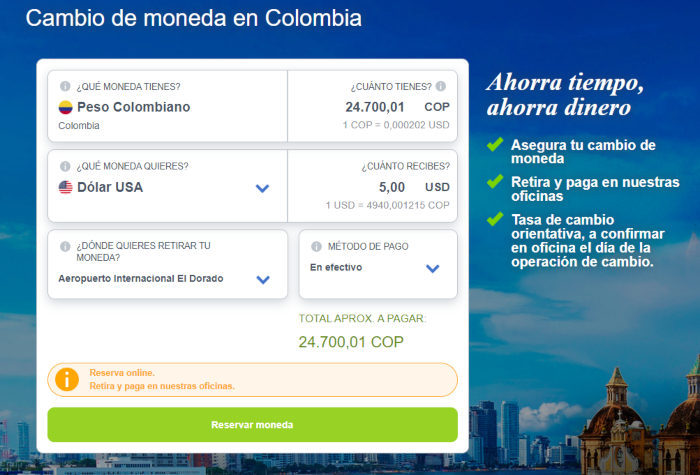 Cambio de moneda en Colombia
¿QUÉ MONEDA TIENES?
Peso Colombiano
Colombia
¿CUÁNTO TIENES?
24.700,01 COP
1 COP = 0,000202 USD
¿QUÉ MONEDA QUIERES?
Dólar USA
¿CUÁNTO RECIBES?
5,00 USD
1 USD = 4940,001215 COP
¿DÓNDE QUIERES RETIRAR TU
MONEDA?
Aeropuerto Internacional El Dorado
MÉTODO DE PAGO
En efectivo
TOTAL APROX. A PAGAR:
24.700,01 COP
Reserva online.
Retira y paga en nuestras oficinas.
Reservar moneda
Ahorra tiempo,
ahorra dinero
Asegura tu cambio de
moneda
Retira y paga en nuestras
oficinas
Tasa de cambio
orientativa, a confirmar
en oficina el día de la
operación de cambio.